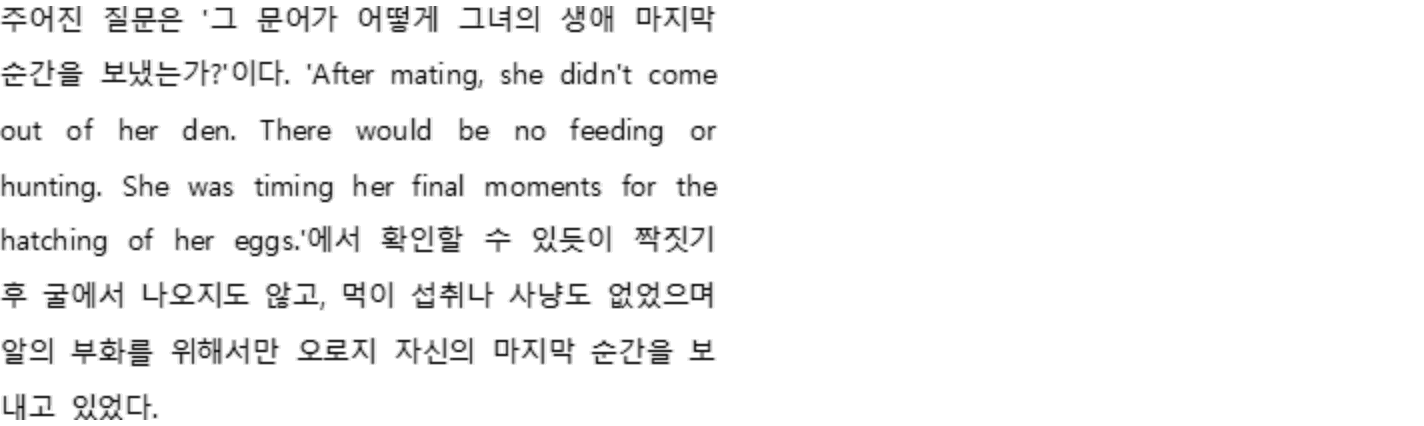 주어진 질문은 '그 문어가 어떻게 그녀의 생애 마지막
순간을 보냈는가?'이다. 'After mating, she didn't come
out of her den. There would be no feeding or
hunting. She was timing her final moments for the
hatching of her eggs.'에서 확인할 수 있듯이 짝짓기
후 굴에서 나오지도 않고, 먹이 섭취나 사냥도 없었으며
알의 부화를 위해서만 오로지 자신의 마지막 순간을 보
내고 있었다.